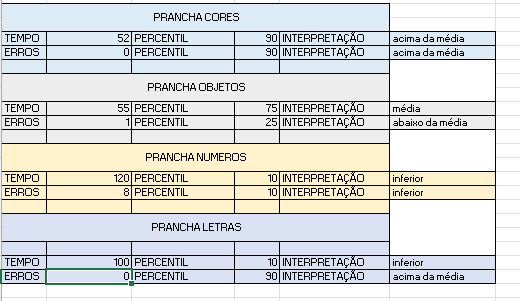 PRANCHA CORES
TEMPO 52 PERCENTIL 90 INTERPRETAÇÃO acima da média
ERROS 0 PERCENTIL 90 INTERPRETAÇÃO acima da média
PRANCHA OBJETOS
TEMPO 55 PERCENTIL 75 INTERPRETAÇÃO média
ERROS 1 PERCENTIL 25 INTERPRETAÇÃO abaixo da média
PRANCHA NUMEROS
TEMPO 120 PERCENTIL 10 INTERPRETAÇÃO inferior
ERROS 8 PERCENTIL 10 INTERPRETAÇÃO inferior
PRANCHA LETRAS
TEMPO 100 PERCENTIL 10 INTERPRETAÇÃO inferior
ERROS 0 PERCENTIL 90 INTERPRETAÇÃO acima da média